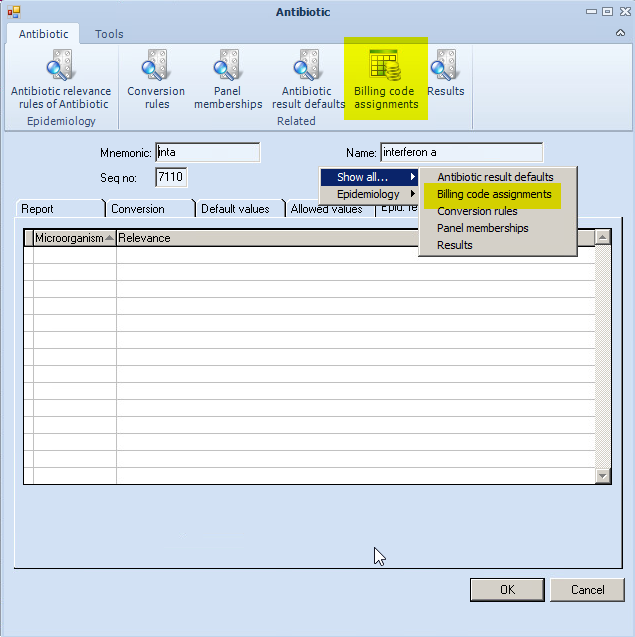 Antibiotic
Antibiotic Tools
Antibiotic relevance rules of Antibiotic
Conversion rules
Panel memberships
Antibiotic result defaults
Billing code assignments
Results
Epidemiology
Related
Mnemonic: inta Name: interferon a
Seq no: 7110
Show all...
Epidemiology
Antibiotic result defaults
Billing code assignments
Conversion rules
Panel memberships
Results
Report Conversion Default values Allowed values
Microorganism Relevance
OK Cancel